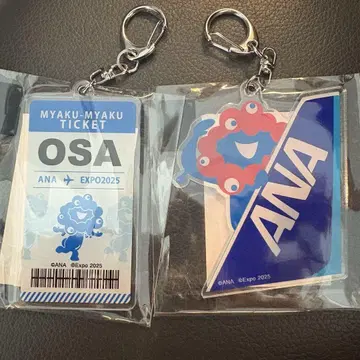 MYAKU-MYAKU
TICKET
OSA
ANA ✈ EXPO2025
©ANA ©Expo 2025
ANA
©ANA ©Expo 2025